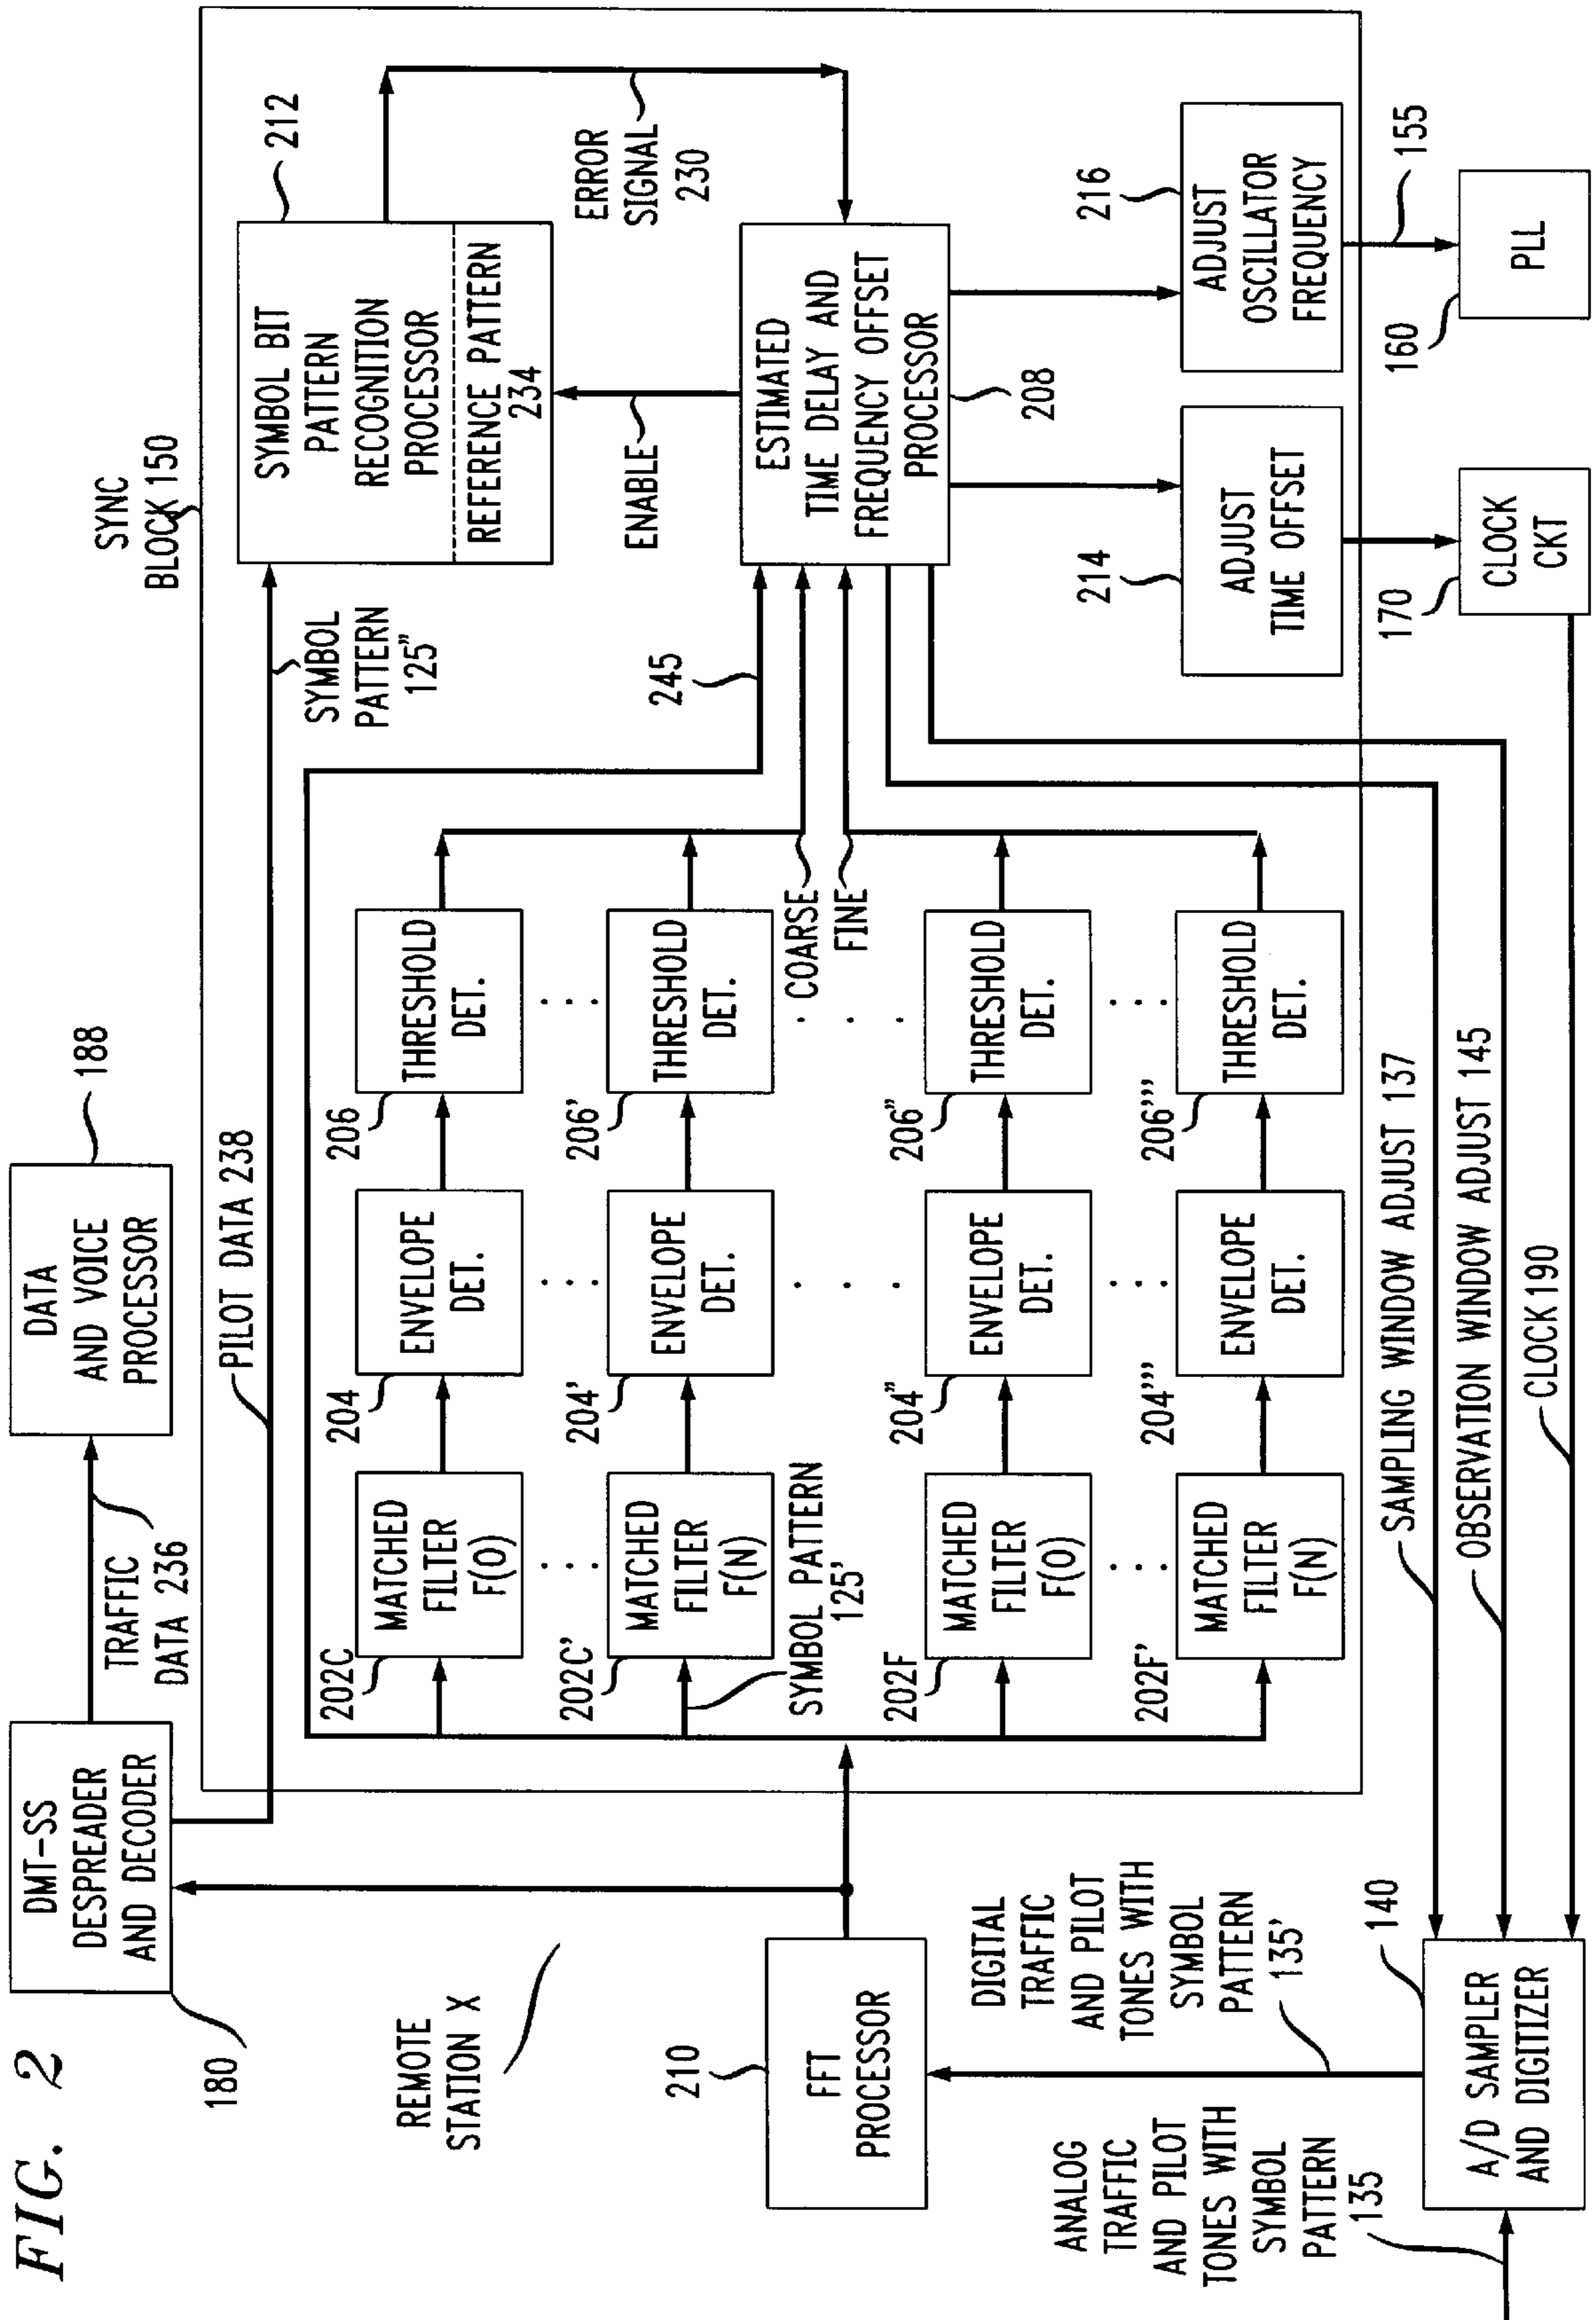 FIG. 2
REMOTE
STATION X
180
DMT-SS
DESPREADER
AND DECODER
TRAFFIC
DATA 236
DATA
AND VOICE
PROCESSOR
188
PILOT DATA 238
SYNC
BLOCK 150
SYMBOL
PATTERN
125"
SYMBOL BIT
PATTERN
RECOGNITION
PROCESSOR
REFERENCE PATTERN
234
212
ERROR
SIGNAL
230
ENABLE
245
ESTIMATED
TIME DELAY AND
FREQUENCY OFFSET
PROCESSOR
208
202C
MATCHED
FILTER
F(O)
204
ENVELOPE
DET.
206
THRESHOLD
DET.
202C'
MATCHED
FILTER
F(N)
204'
ENVELOPE
DET.
206'
THRESHOLD
DET.
SYMBOL PATTERN
125'
COARSE
FINE
202F
MATCHED
FILTER
F(O)
204"
ENVELOPE
DET.
206"
THRESHOLD
DET.
202F'
MATCHED
FILTER
F(N)
204'''
ENVELOPE
DET.
206'''
THRESHOLD
DET.
214
ADJUST
TIME OFFSET
216
ADJUST
OSCILLATOR
FREQUENCY
155
170
CLOCK
CKT
160
PLL
210
FFT
PROCESSOR
DIGITAL
TRAFFIC
AND PILOT
TONES WITH
SYMBOL
PATTERN
135'
ANALOG
TRAFFIC
AND PILOT
TONES WITH
SYMBOL
PATTERN
135
140
A/D SAMPLER
AND DIGITIZER
SAMPLING WINDOW ADJUST 137
OBSERVATION WINDOW ADJUST 145
CLOCK 190